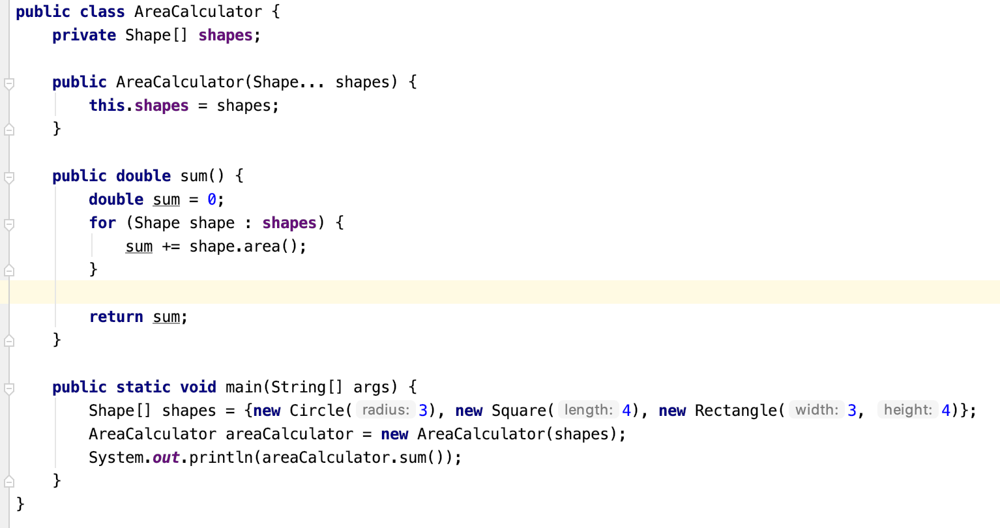 public class AreaCalculator {
    private Shape[] shapes;

    public AreaCalculator(Shape... shapes) {
        this.shapes = shapes;
    }

    public double sum() {
        double sum = 0;
        for (Shape shape : shapes) {
            sum += shape.area();
        }

        return sum;
    }

    public static void main(String[] args) {
        Shape[] shapes = {new Circle( radius: 3), new Square( length: 4), new Rectangle( width: 3, height: 4)};
        AreaCalculator areaCalculator = new AreaCalculator(shapes);
        System.out.println(areaCalculator.sum());
    }
}